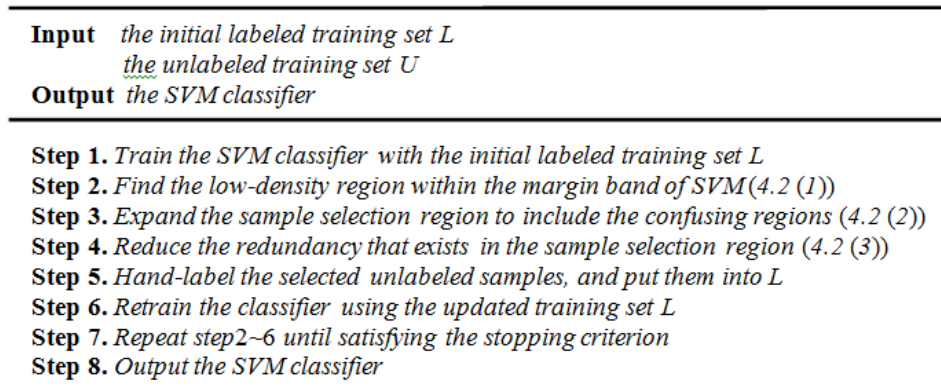 Input the initial labeled training set L
the unlabeled training set U
Output the SVM classifier
Step 1. Train the SVM classifier with the initial labeled training set L
Step 2. Find the low-density region within the margin band of SVM (4.2 (1))
Step 3. Expand the sample selection region to include the confusing regions (4.2 (2))
Step 4. Reduce the redundancy that exists in the sample selection region (4.2 (3))
Step 5. Hand-label the selected unlabeled samples, and put them into L
Step 6. Retrain the classifier using the updated training set L
Step 7. Repeat step2~6 until satisfying the stopping criterion
Step 8. Output the SVM classifier